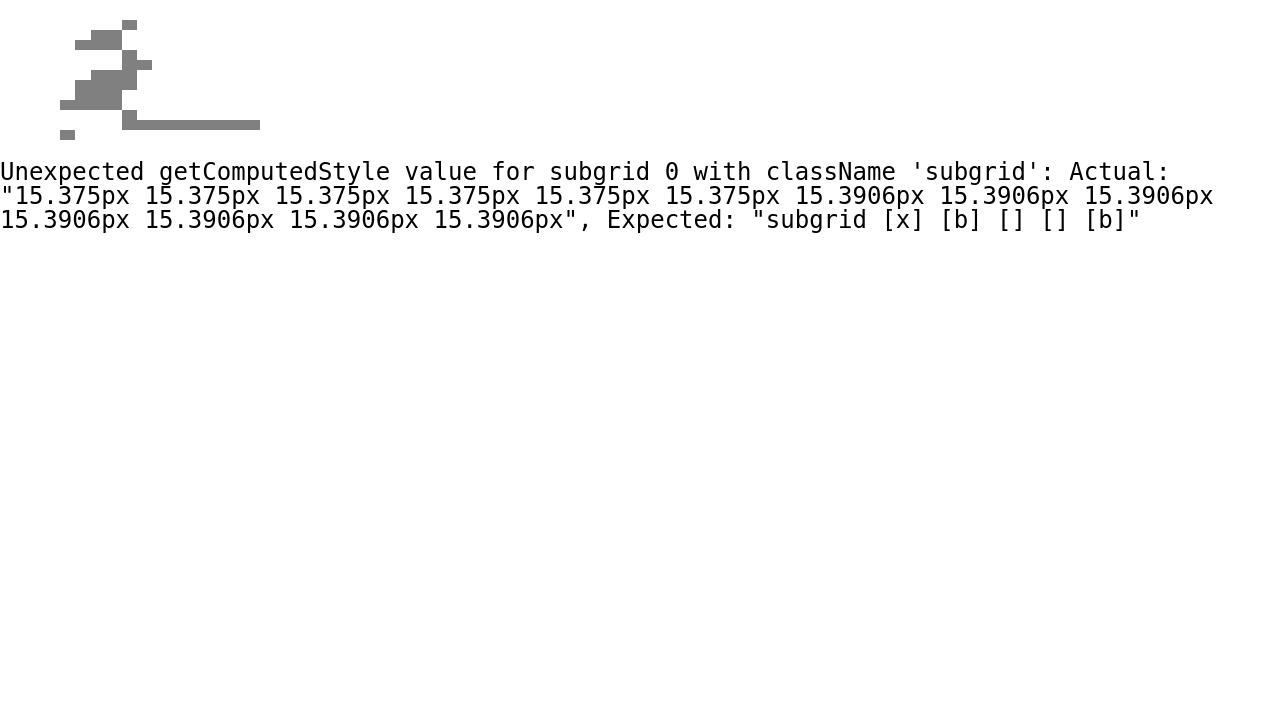 Unexpected getComputedStyle value for subgrid 0 with className 'subgrid': Actual:
"15.375px 15.375px 15.375px 15.375px 15.375px 15.375px 15.3906px 15.3906px 15.3906px
15.3906px 15.3906px 15.3906px 15.3906px", Expected: "subgrid [x] [b] [] [] [b]"